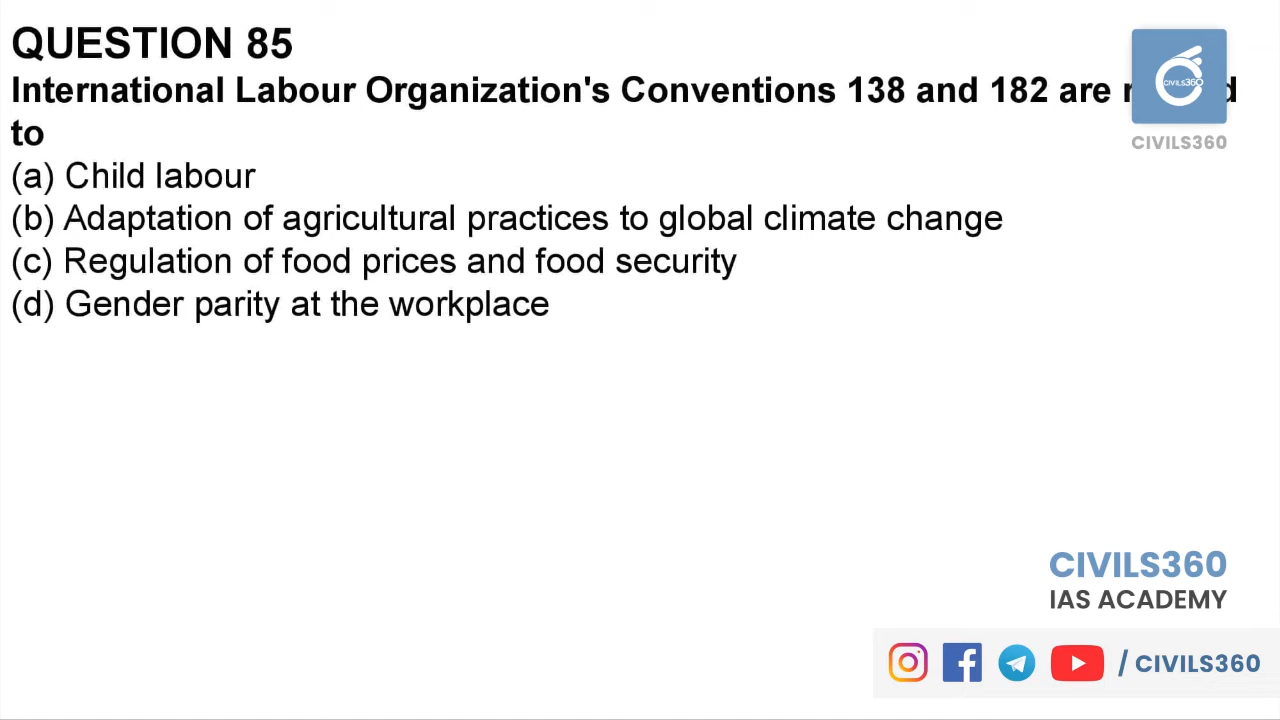 QUESTION 85
International Labour Organization's Conventions 138 and 182 are
to
(a) Child labour
(b) Adaptation of agricultural practices to global climate change
(c) Regulation of food prices and food security
(d) Gender parity at the workplace
CIVILS360
CIVILS360
CIVILS360
IAS ACADEMY
/ CIVILS360